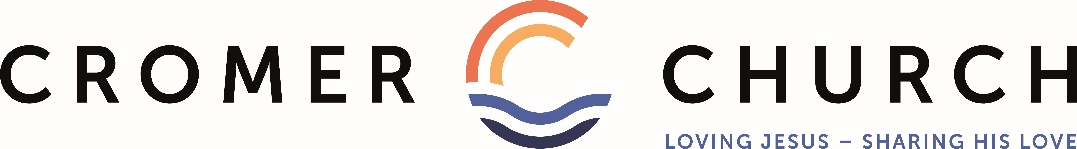 CROMER CHURCH
LOVING JESUS – SHARING HIS LOVE